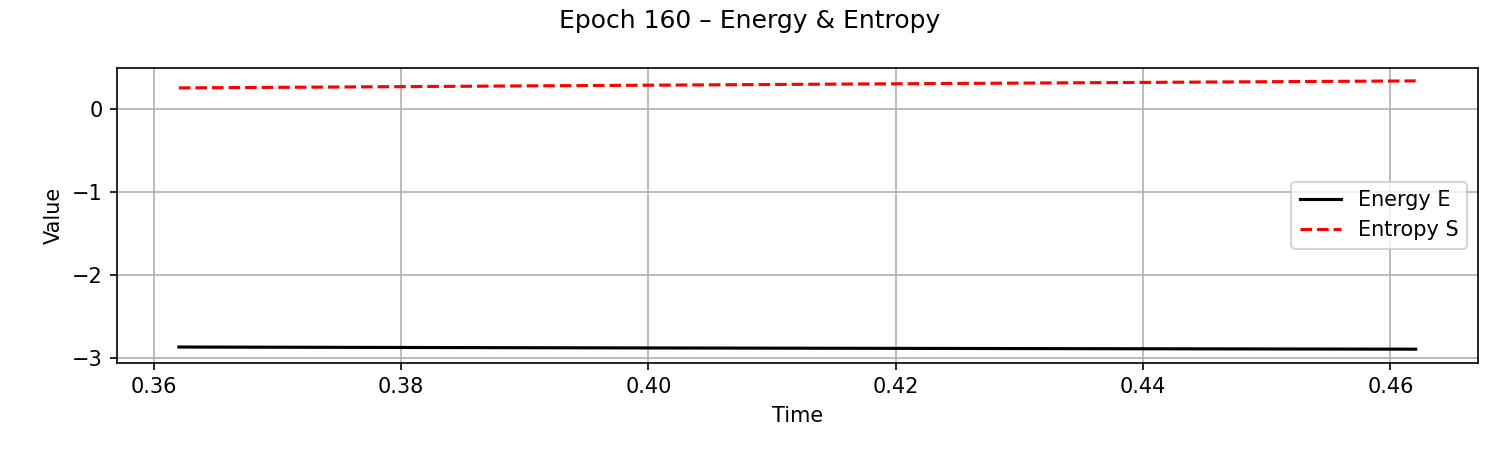 Epoch 160 – Energy & Entropy
Value
0
−1
−2
−3
Energy E
Entropy S
0.36 0.38 0.40 0.42 0.44 0.46
Time